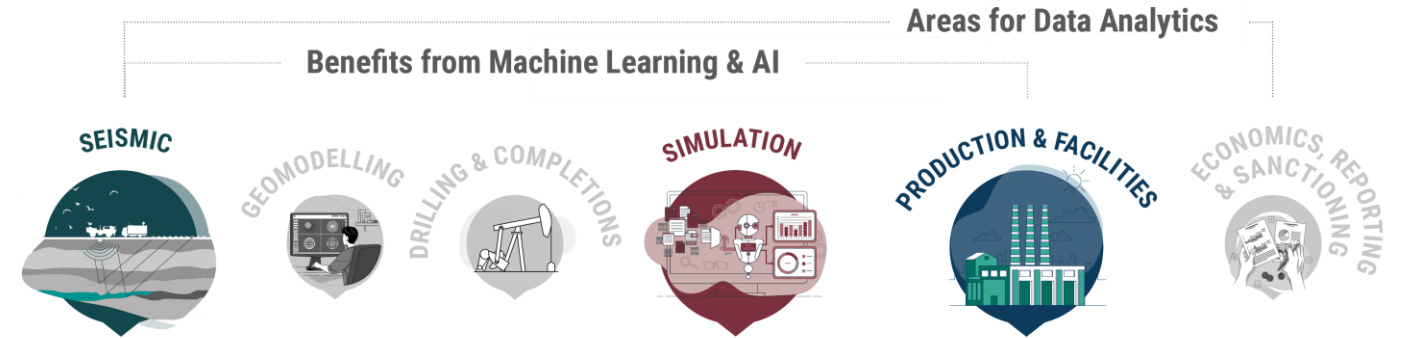 Areas for Data Analytics
Benefits from Machine Learning & AI
SEISMIC
GEOMODELLING
DRILLING & COMPLETIONS
SIMULATION
PRODUCTION & FACILITIES
ECONOMICS, REPORTING
& SANCTIONING